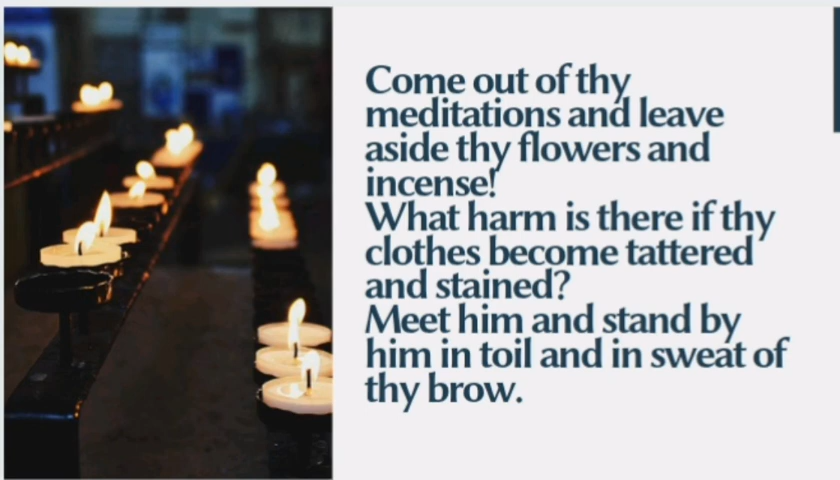 Come out of thy
meditations and leave
aside thy flowers and
incense!
What harm is there if thy
clothes become tattered
and stained?
Meet him and stand by
him in toil and in sweat of
thy brow.